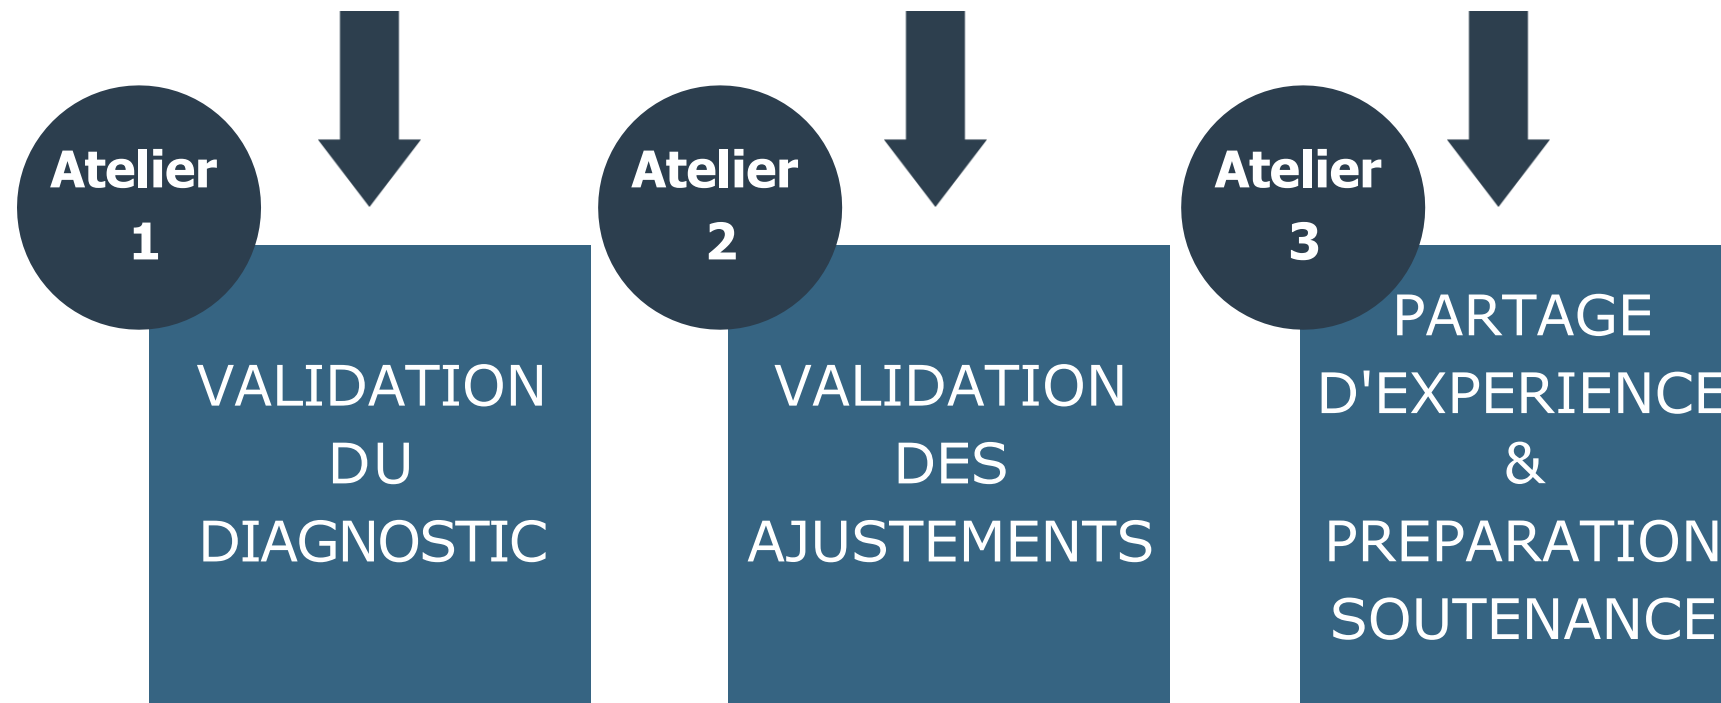 Atelier
1
VALIDATION
DU
DIAGNOSTIC
Atelier
2
VALIDATION
DES
AJUSTEMENTS
Atelier
3
PARTAGE
D'EXPERIENCE
&
PREPARATION
SOUTENANCE